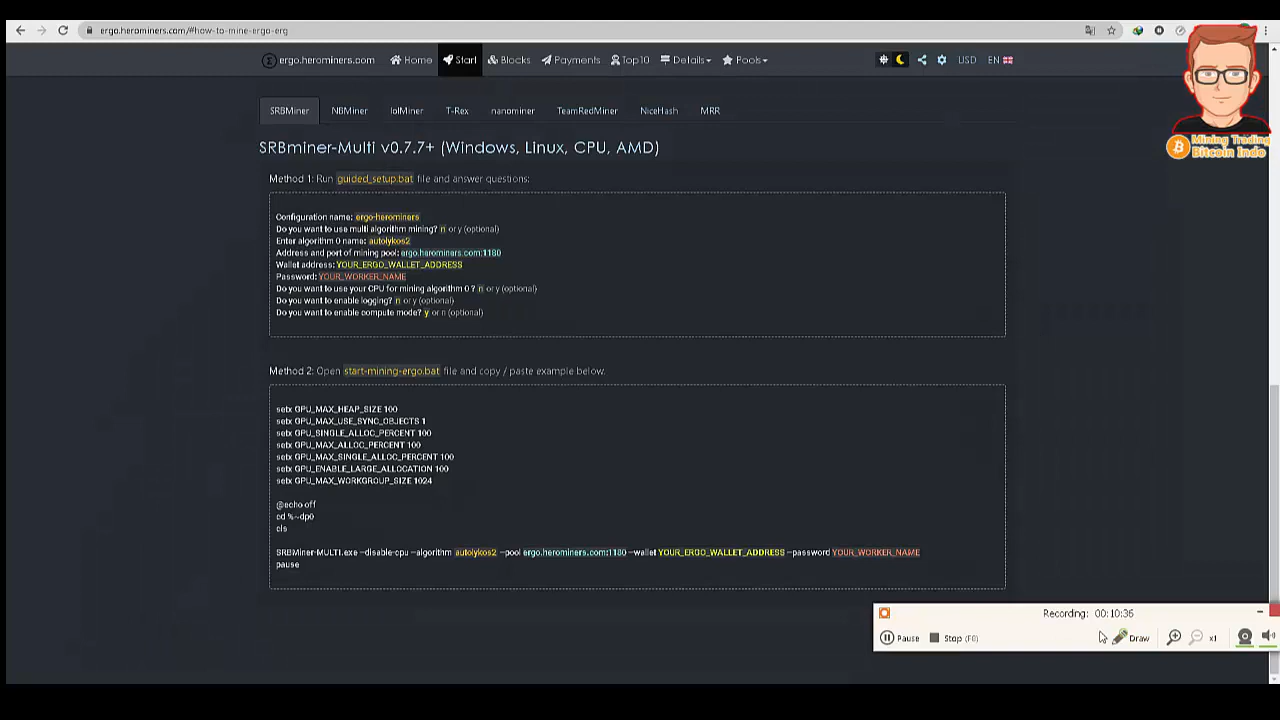 ergo.herominers.com/#how-to-mine-ergo-erg
ergo.herominers.com Home Start Blocks Payments Top10 Details Pools USD EN
Mining Trading
Bitcoin Indo
SRBMiner NBMiner lolMiner T-Rex nanominer TeamRedMiner NiceHash MRR
SRBminer-Multi v0.7.7+ (Windows, Linux, CPU, AMD)
Method 1: Run guided_setup.bat file and answer questions:
Configuration name: ergo-herominers
Do you want to use multi algorithm mining? n or y (optional)
Enter algorithm 0 name: autolykos2
Address and port of mining pool: ergo.herominers.com:1180
Wallet address: YOUR_ERGO_WALLET_ADDRESS
Password: YOUR_WORKER_NAME
Do you want to use your CPU for mining algorithm 0 ? n or y (optional)
Do you want to enable logging? n or y (optional)
Do you want to enable compute mode? y or n (optional)
Method 2: Open start-mining-ergo.bat file and copy / paste example below.
setx GPU_MAX_HEAP_SIZE 100
setx GPU_MAX_USE_SYNC_OBJECTS 1
setx GPU_SINGLE_ALLOC_PERCENT 100
setx GPU_MAX_ALLOC_PERCENT 100
setx GPU_MAX_SINGLE_ALLOC_PERCENT 100
setx GPU_ENABLE_LARGE_ALLOCATION 100
setx GPU_MAX_WORKGROUP_SIZE 1024
@echo off
cd %~dp0
cls
SRBMiner-MULTI.exe --disable-cpu --algorithm autolykos2 --pool ergo.herominers.com:1180 --wallet YOUR_ERGO_WALLET_ADDRESS --password YOUR_WORKER_NAME
pause
Recording: 00:10:36
Pause Stop (F8) Draw x1